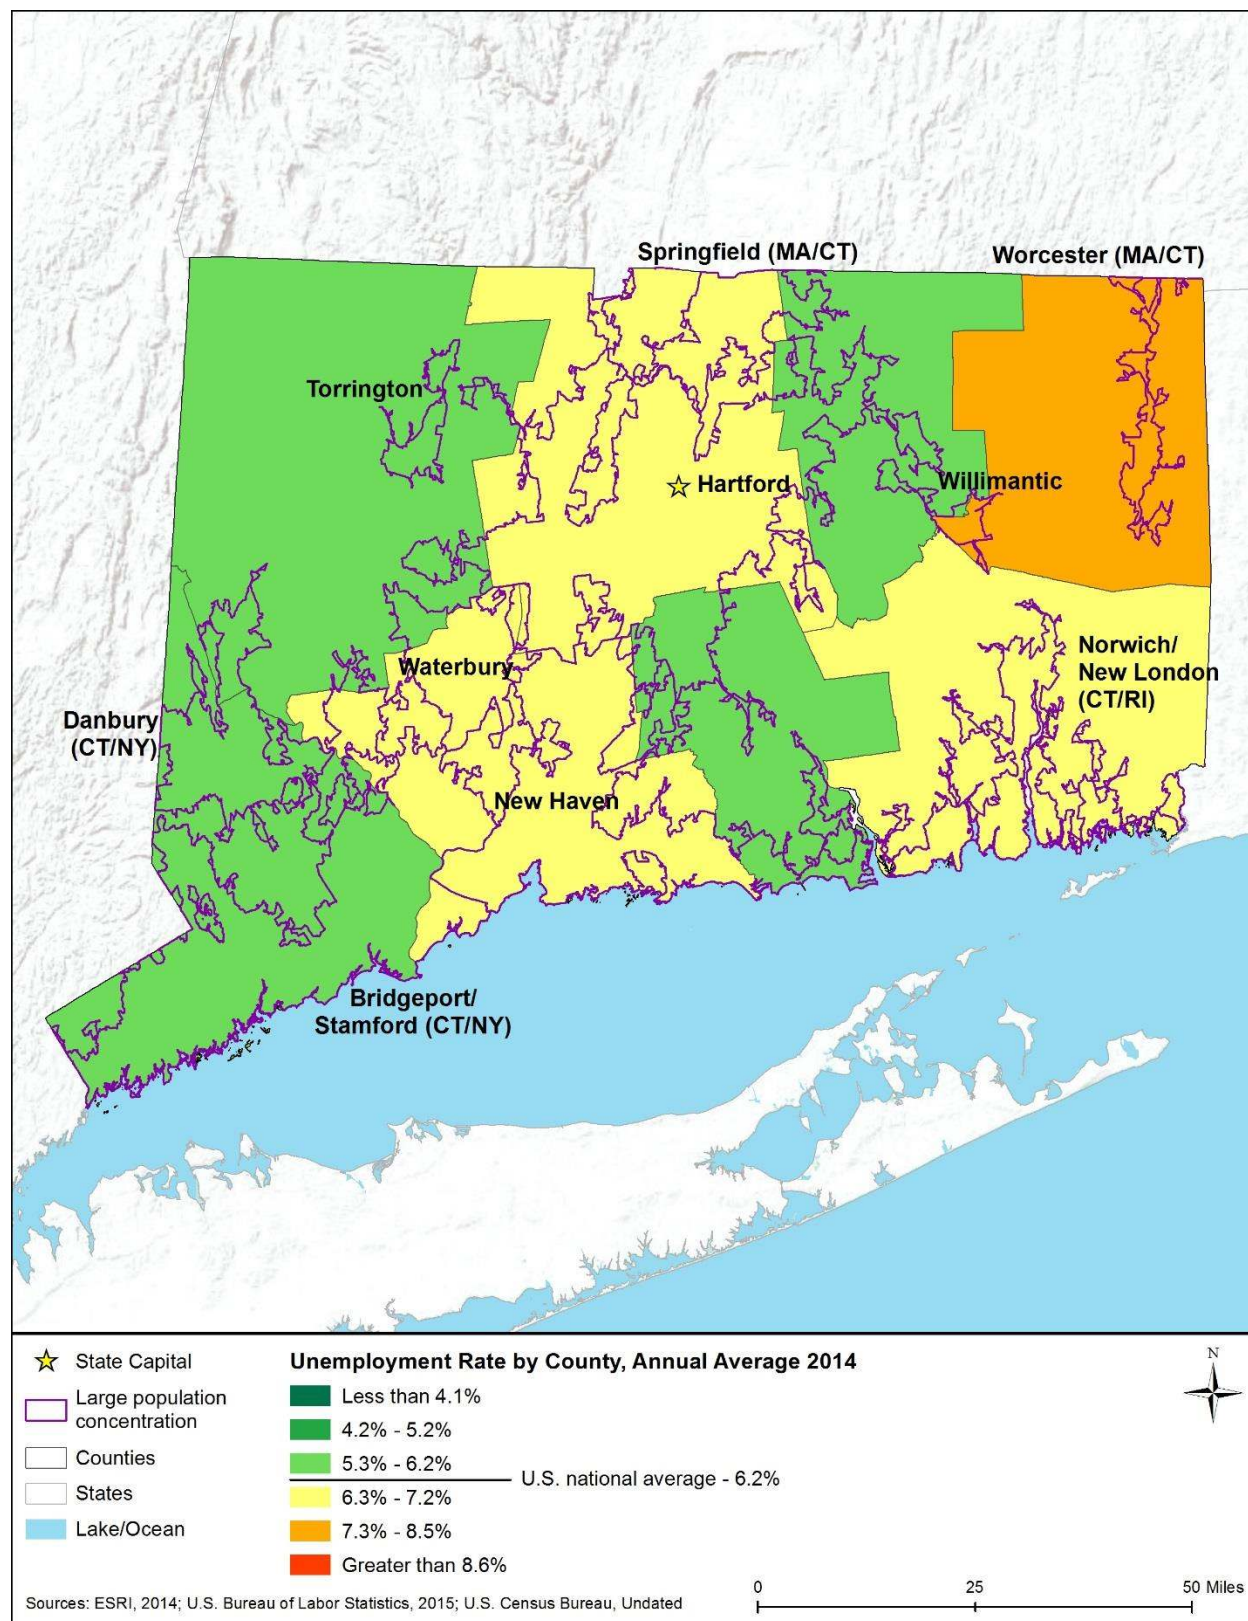 Springfield (MA/CT)
Worcester (MA/CT)
Torrington
Hartford
Willimantic
Waterbury
Norwich/
New London
(CT/RI)
Danbury
(CT/NY)
New Haven
Bridgeport/
Stamford (CT/NY)
State Capital
Large population
concentration
Counties
States
Lake/Ocean
Unemployment Rate by County, Annual Average 2014
Less than 4.1%
4.2% - 5.2%
5.3% - 6.2%
U.S. national average - 6.2%
6.3% - 7.2%
7.3% - 8.5%
Greater than 8.6%
N
0 25 50 Miles
Sources: ESRI, 2014; U.S. Bureau of Labor Statistics, 2015; U.S. Census Bureau, Undated